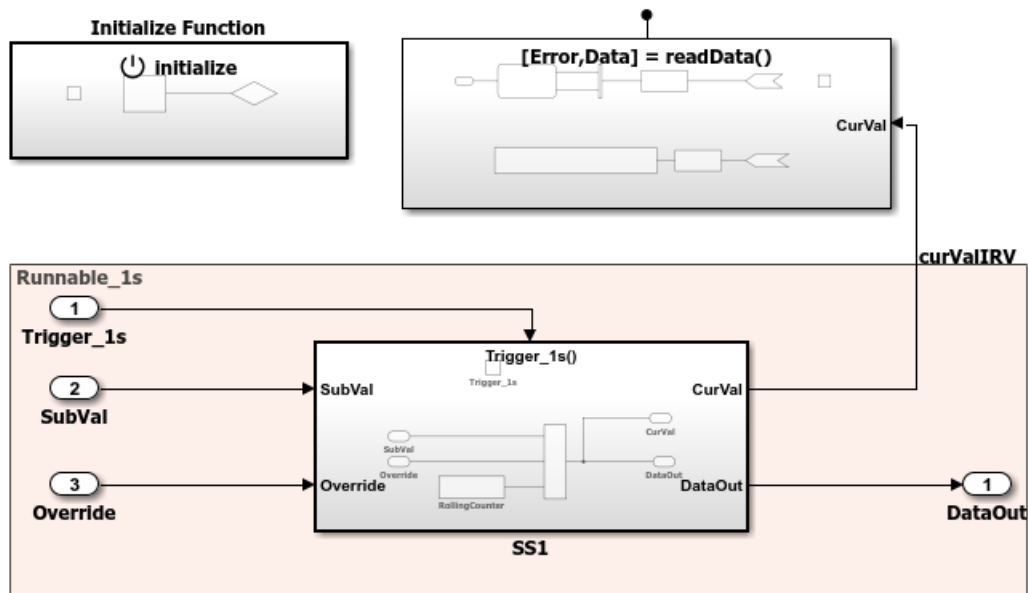 Initialize Function
initialize
[Error,Data] = readData()
CurVal
curValIRV
Runnable_1s
1
Trigger_1s
Trigger_1s()
Trigger_1s
2
SubVal
SubVal
CurVal
CurVal
SubVal
3
Override
Override
Override
DataOut
DataOut
RollingCounter
1
DataOut
SS1